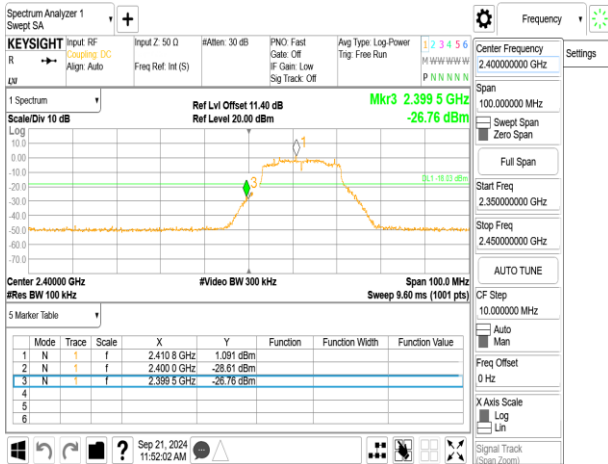 Spectrum Analyzer 1
Swept SA
KEYSIGHT
R
Input: RF
Coupling: DC
Align: Auto
Input Z: 50 Ω
Freq Ref: Int (S)
#Atten: 30 dB
PNO: Fast
Gate: Off
IF Gain: Low
Sig Track: Off
Avg Type: Log-Power
Trig: Free Run
1 2 3 4 5 6
M W W W W W
P N N N N N
1 Spectrum
Scale/Div 10 dB
Ref Lvl Offset 11.40 dB
Ref Level 20.00 dBm
Mkr3 2.399 5 GHz
-26.76 dBm
Log
10.0
0.00
-10.0
-20.0
-30.0
-40.0
-50.0
-60.0
-70.0
1
3
DL1 -18.03 dBm
Center 2.40000 GHz
#Res BW 100 kHz
#Video BW 300 kHz
Span 100.0 MHz
Sweep 9.60 ms (1001 pts)
5 Marker Table
Mode Trace Scale X Y Function Function Width Function Value
1 N 1 f 2.410 8 GHz 1.091 dBm
2 N 1 f 2.400 0 GHz -28.61 dBm
3 N 1 f 2.399 5 GHz -26.76 dBm
4
5
6
?
Sep 21, 2024
11:52:02 AM
Frequency
Settings
Center Frequency
2.400000000 GHz
Span
100.000000 MHz
Swept Span
Zero Span
Full Span
Start Freq
2.350000000 GHz
Stop Freq
2.450000000 GHz
AUTO TUNE
CF Step
10.000000 MHz
Auto
Man
Freq Offset
0 Hz
X Axis Scale
Log
Lin
Signal Track
(Span Zoom)